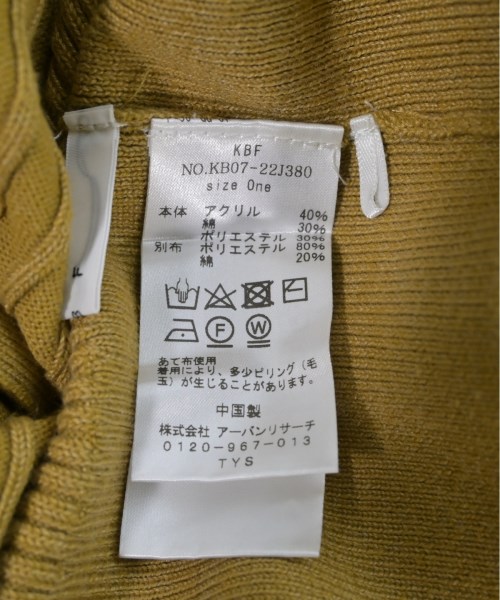 KBF
NO.KB07-22J380
size One
本体 アクリル 40%
綿 30%
ポリエステル 30%
別布 ポリエステル 80%
綿 20%
F W
あて布使用
着用により、多少ピリング(毛
玉)が生じることがあります。
中国製
株式会社 アーバンリサーチ
0120-967-013
TYS